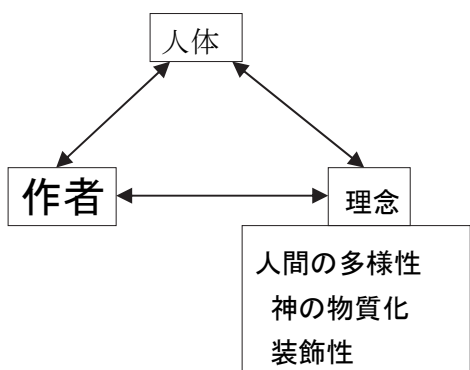 人体
作者
理念
人間の多様性
神の物質化
装飾性